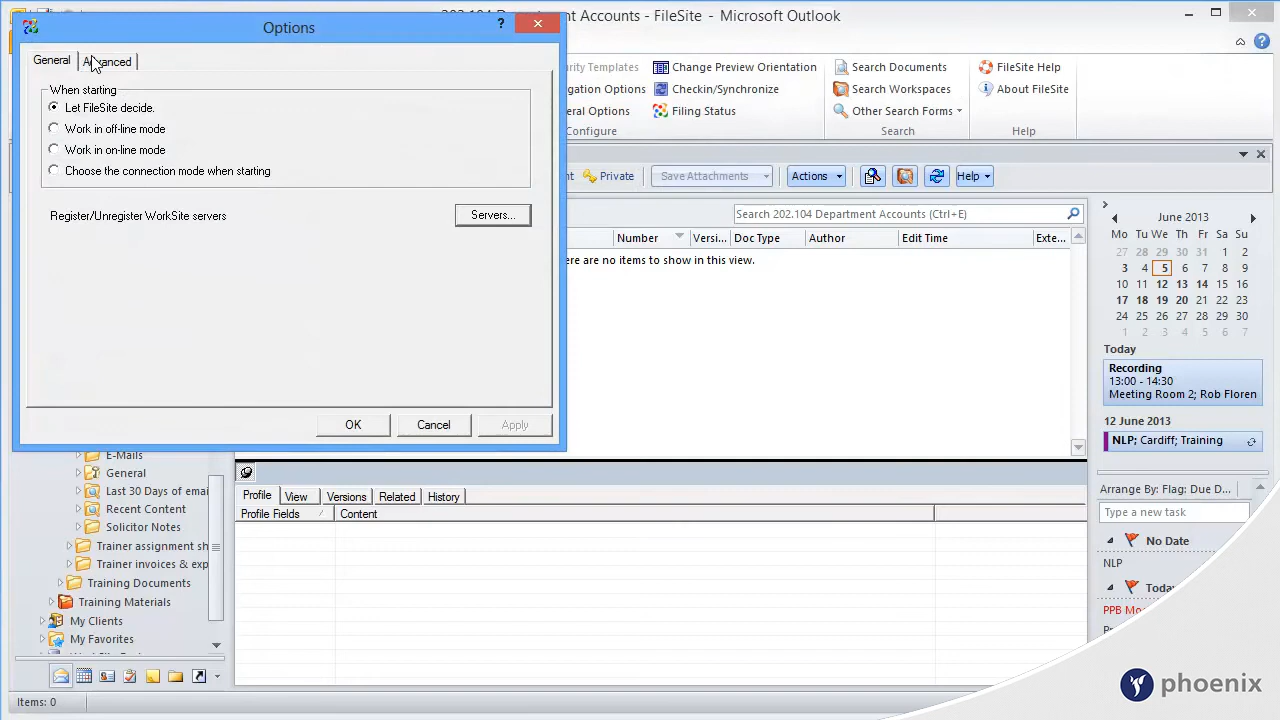 202.104 Department Accounts - FileSite - Microsoft Outlook
Options
?
General
Advanced
When starting
Let FileSite decide.
Work in off-line mode
Work in on-line mode
Choose the connection mode when starting
Register/Unregister WorkSite servers
Servers...
OK
Cancel
Apply
Change Preview Orientation
Search Documents
FileSite Help
Options
Checkin/Synchronize
Search Workspaces
About FileSite
Options
Filing Status
Other Search Forms
Configure
Search
Help
Private
Save Attachments
Actions
Help
Search 202.104 Department Accounts (Ctrl+E)
Number
Versi...
Doc Type
Author
Edit Time
Exte...
ere are no items to show in this view.
June 2013
Mo Tu We Th Fr Sa Su
27 28 29 30 31 1 2
3 4 5 6 7 8 9
10 11 12 13 14 15 16
17 18 19 20 21 22 23
24 25 26 27 28 29 30
1 2 3 4 5 6 7
Today
Recording
13:00 - 14:30
Meeting Room 2; Rob Floren
12 June 2013
NLP; Cardiff; Training
Arrange By: Flag: Due D...
Type a new task
No Date
NLP
Today
PPB Mo
E-Mails
General
Last 30 Days of emai
Recent Content
Solicitor Notes
Trainer assignment sh
Trainer invoices & exp
Training Documents
Training Materials
My Clients
My Favorites
Profile
View
Versions
Related
History
Profile Fields
Content
Items: 0
phoenix